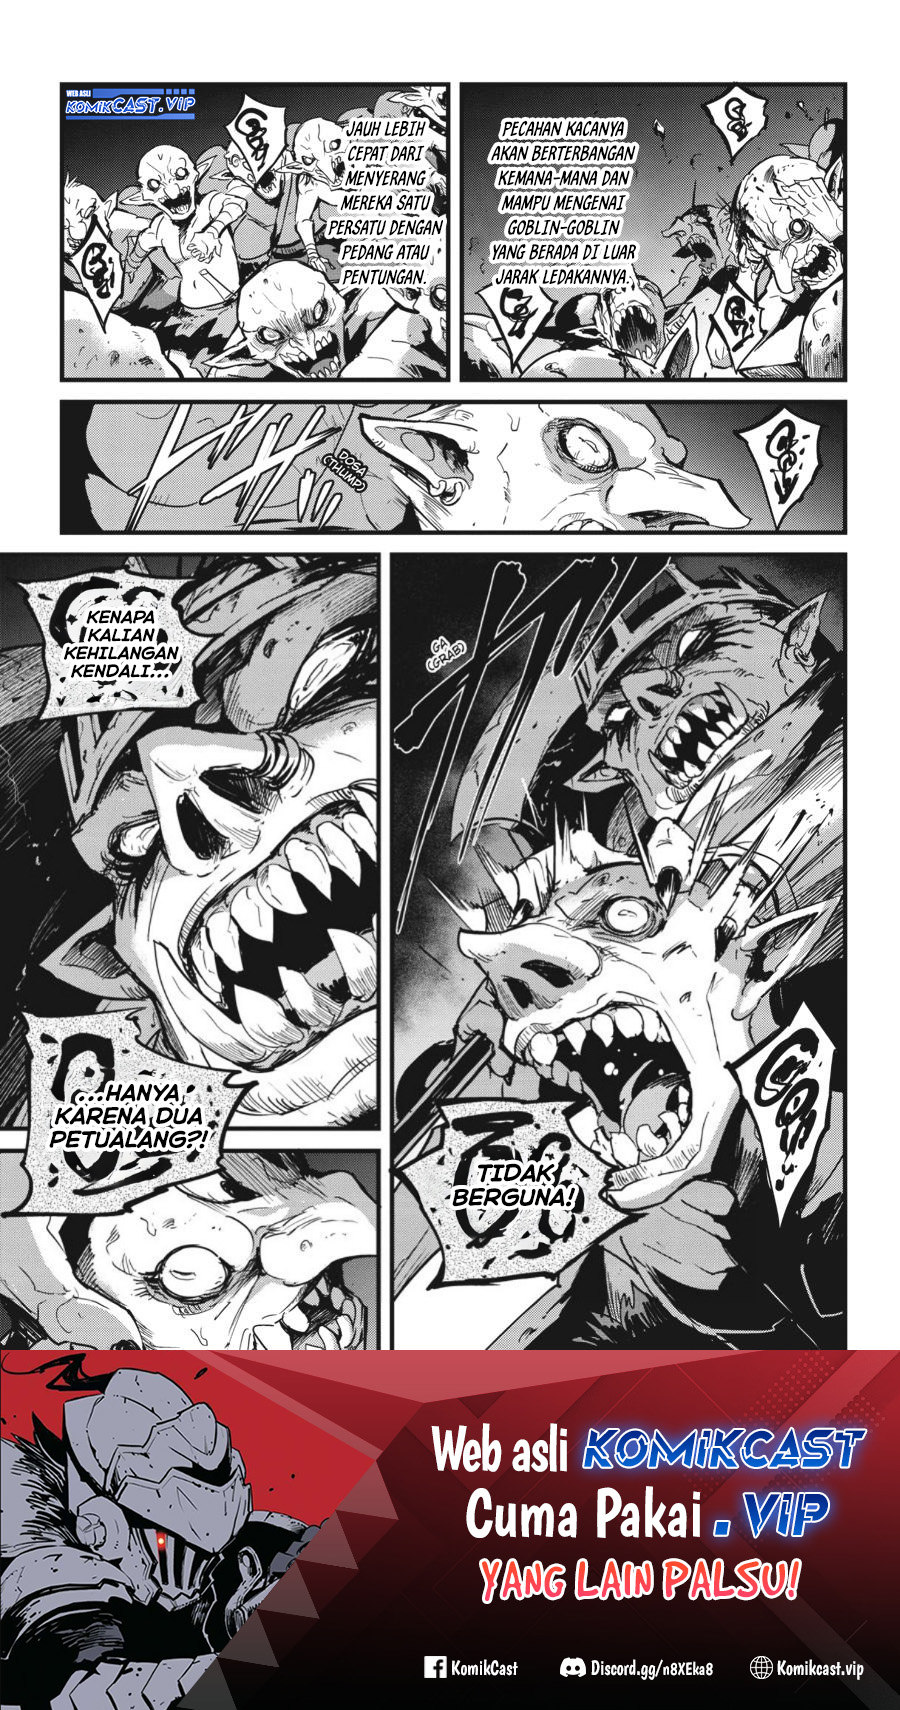 WEB ASLI
KOMIKCAST.VIP
PECAHAN KACANYA
AKAN BERTERBANGAN
KEMANA-MANA DAN
MAMPU MENGENAI
GOBLIN-GOBLIN
YANG BERADA DI LUAR
JARAK LEDAKANNYA.
JAUH LEBIH
CEPAT DARI
MENYERANG
MEREKA SATU
PERSATU DENGAN
PEDANG ATAU
PENTUNGAN.
DOSA
(THUMP)
GA
(GRAB)
TIDAK
BERGUNA!
KENAPA
KALIAN
KEHILANGAN
KENDALI...
...HANYA
KARENA DUA
PETUALANG?!
Web asli KOMIKCAST
Cuma Pakai . VIP
YANG LAIN PALSU!
KomikCast
Discord.gg/n8XEka8
Komikcast.vip